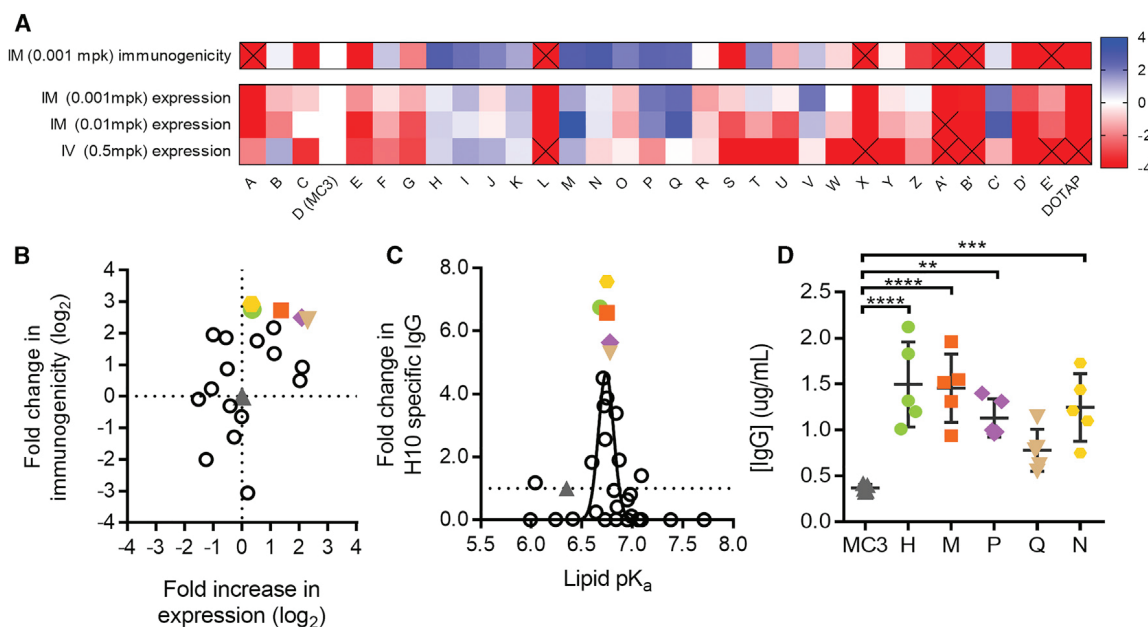 A
IM (0.001 mpk) immunogenicity
IM (0.001mpk) expression
IM (0.01mpk) expression
IV (0.5mpk) expression
4
2
0
-2
-4
A B C D (MC3) E F G H I J K L M N O P Q R S T U V W X Y Z A' B' C' D' E' DOTAP
B
Fold change in
immunogenicity (log2)
4
3
2
1
0
-1
-2
-3
-4
-4 -3 -2 -1 0 1 2 3 4
Fold increase in
expression (log2)
C
Fold change in
H10 specific IgG
8.0
6.0
4.0
2.0
0.0
5.5 6.0 6.5 7.0 7.5 8.0
Lipid pKa
D
***
**
****
****
[IgG] (ug/mL)
2.5
2.0
1.5
1.0
0.5
0.0
MC3 H M P Q N